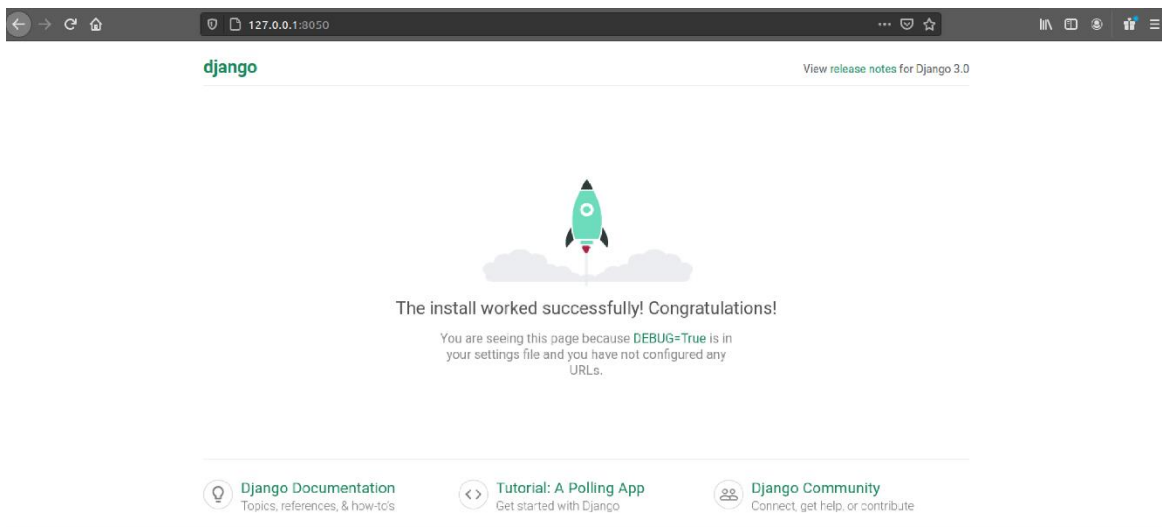 127.0.0.1:8050
django
View release notes for Django 3.0
The install worked successfully! Congratulations!
You are seeing this page because DEBUG=True is in
your settings file and you have not configured any
URLs.
Django Documentation
Topics, references, & how-to's
Tutorial: A Polling App
Get started with Django
Django Community
Connect, get help, or contribute